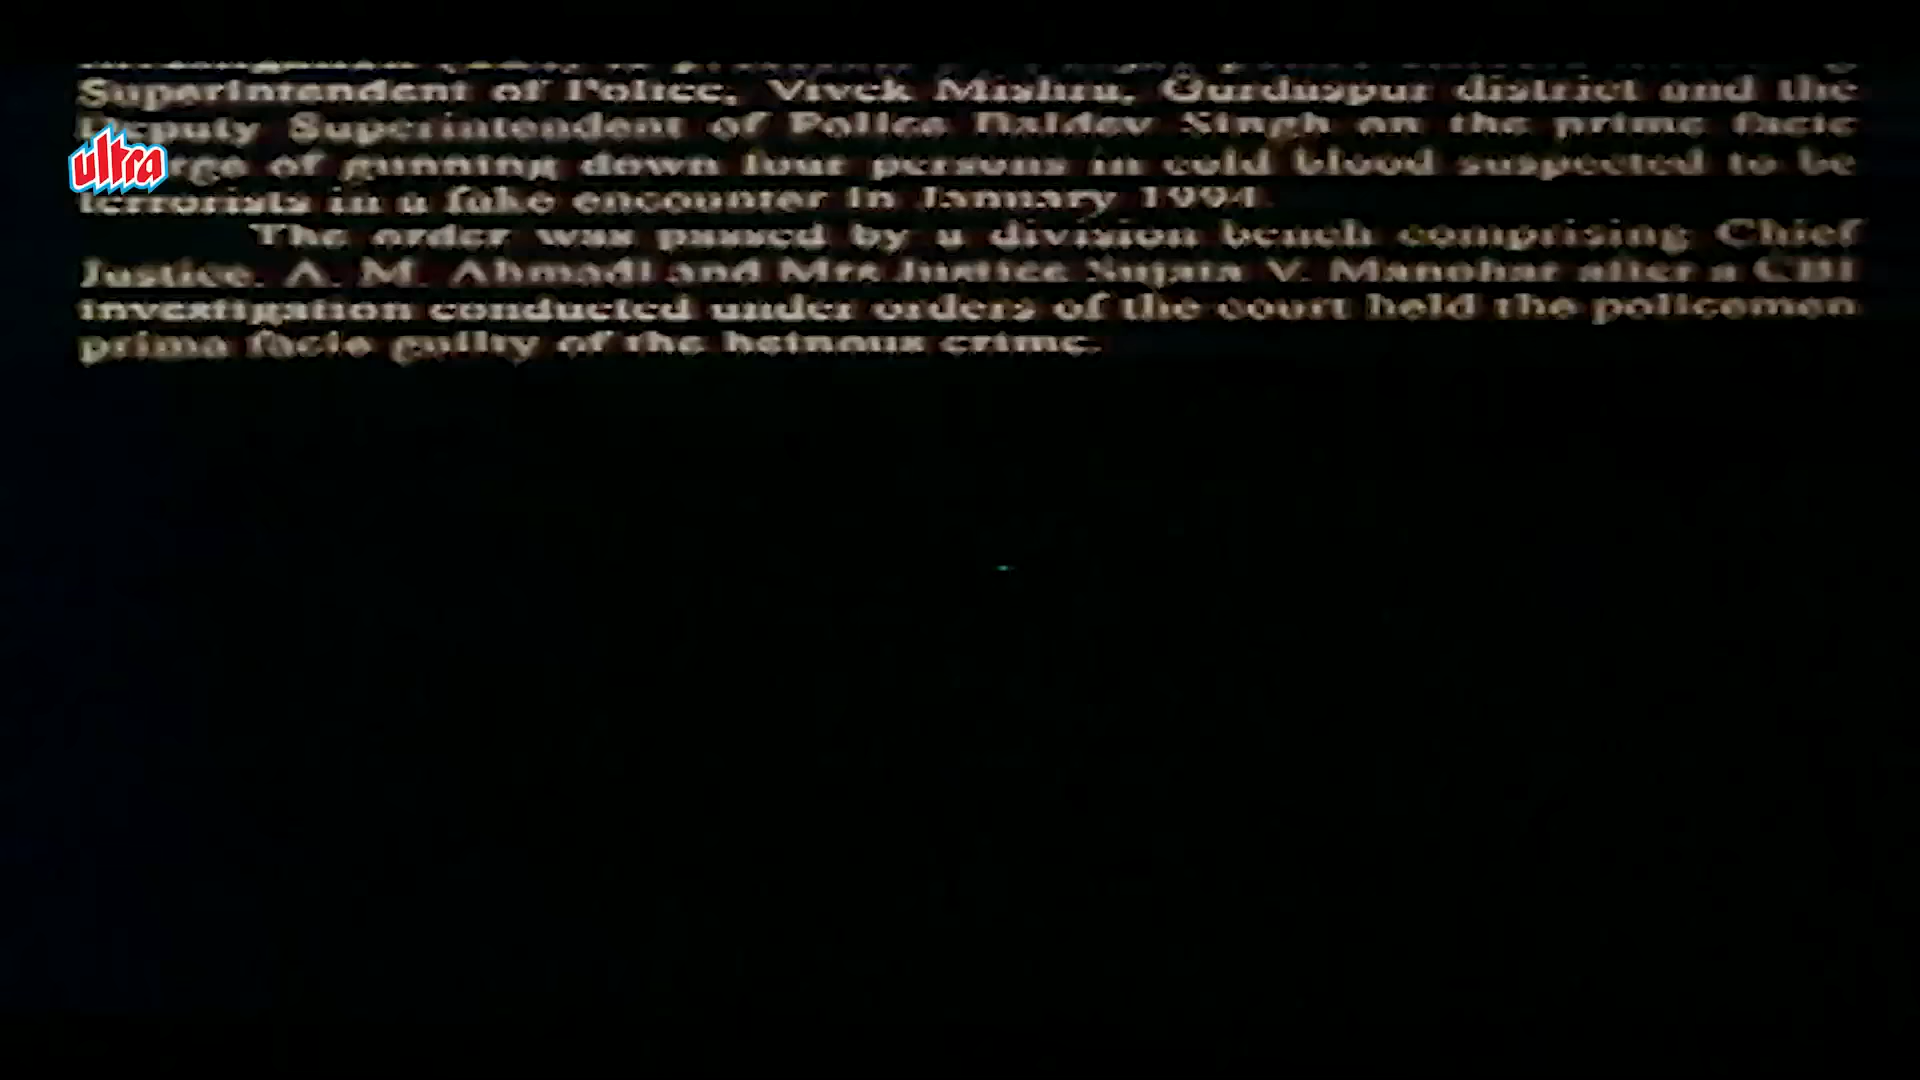 Superintendent of Police, Vivek Mishra, Gurdaspur district and the
Deputy Superintendent of Police Baldev Singh on the prime facie
of gunning down four persons in cold blood suspected to be
terrorists in a fake encounter in January 1994.
The order was passed by a division bench comprising Chief
Justice, A. M. Ahmadi and Mrs Justice Sujata V. Manohar after a CBI
investigation conducted under orders of the court held the policemen
prima facie guilty of the heinous crime.
ultra